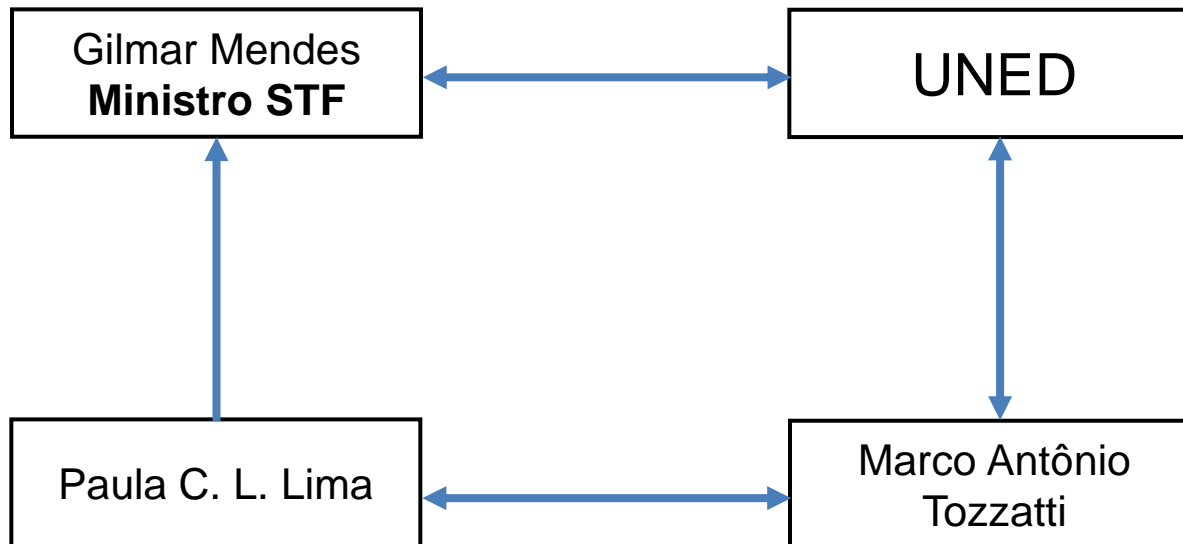 Gilmar Mendes
Ministro STF
UNED
Paula C. L. Lima
Marco Antônio
Tozzatti